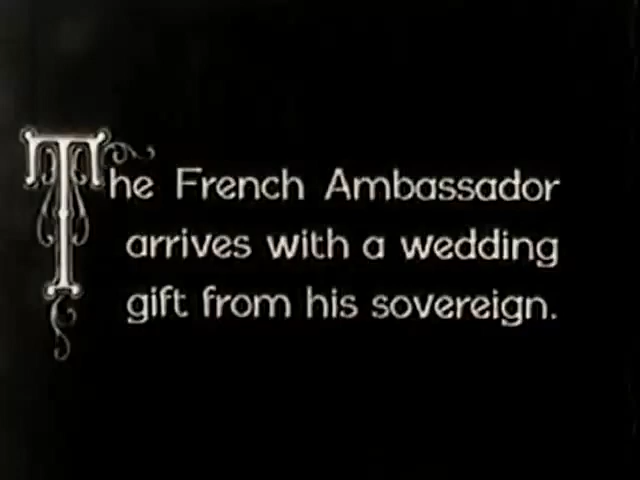 The French Ambassador
arrives with a wedding
gift from his sovereign.